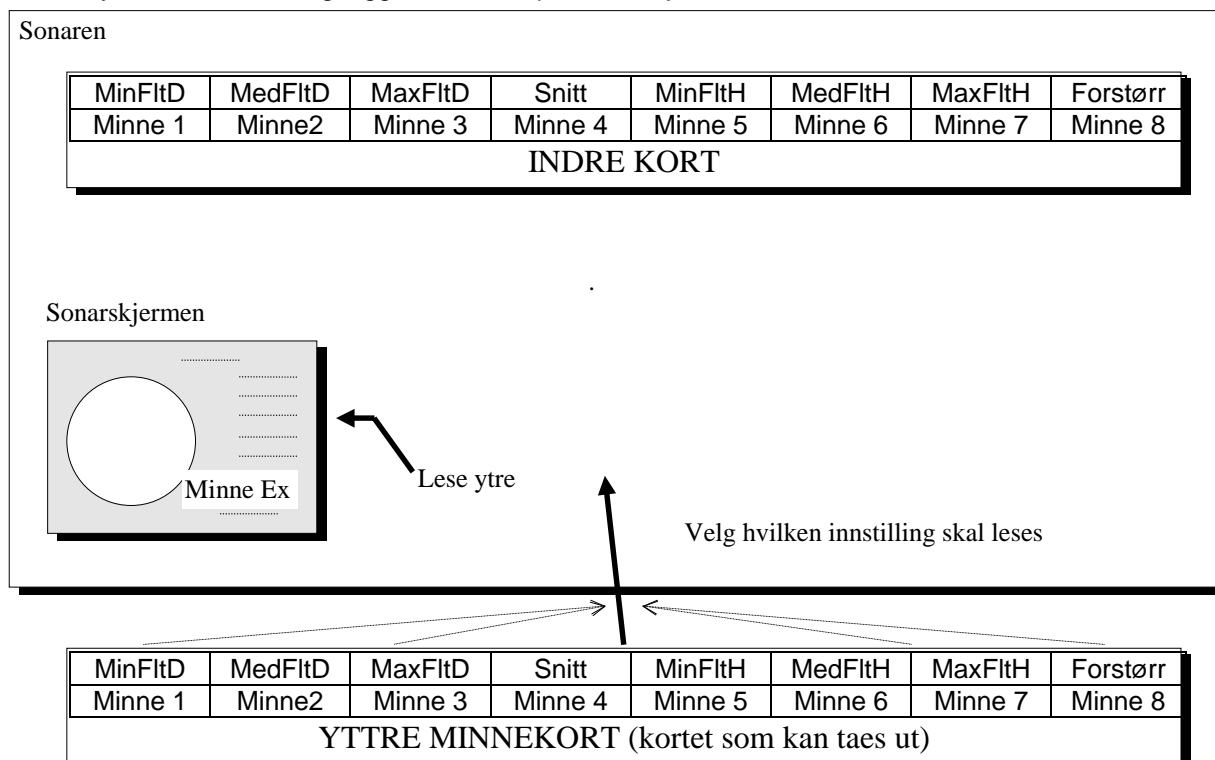 Sonaren
MinFltD MedFltD MaxFltD Snitt MinFltH MedFltH MaxFltH Forstørr
Minne 1 Minne2 Minne 3 Minne 4 Minne 5 Minne 6 Minne 7 Minne 8
INDRE KORT
.
Sonarskjermen
Minne Ex
Lese ytre
Velg hvilken innstilling skal leses
MinFltD MedFltD MaxFltD Snitt MinFltH MedFltH MaxFltH Forstørr
Minne 1 Minne2 Minne 3 Minne 4 Minne 5 Minne 6 Minne 7 Minne 8
YTTRE MINNEKORT (kortet som kan taes ut)